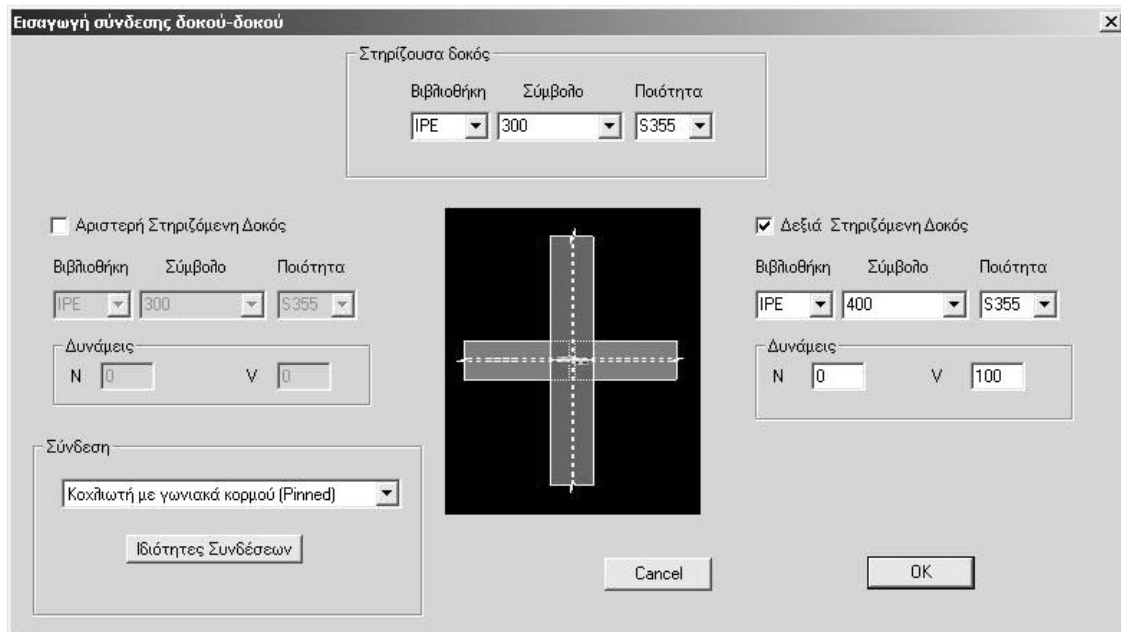 Εισαγωγή σύνδεσης δοκού-δοκού
Στηρίζουσα δοκός
Βιβλιοθήκη Σύμβολο Ποιότητα
IPE 300 S355
Αριστερή Στηριζόμενη Δοκός
Βιβλιοθήκη Σύμβολο Ποιότητα
IPE 300 S355
Δυνάμεις
N 0 V 0
Δεξιά Στηριζόμενη Δοκός
Βιβλιοθήκη Σύμβολο Ποιότητα
IPE 400 S355
Δυνάμεις
N 0 V 100
Σύνδεση
Κοχλιωτή με γωνιακά κορμού (Pinned)
Ιδιότητες Συνδέσεων
Cancel
OK